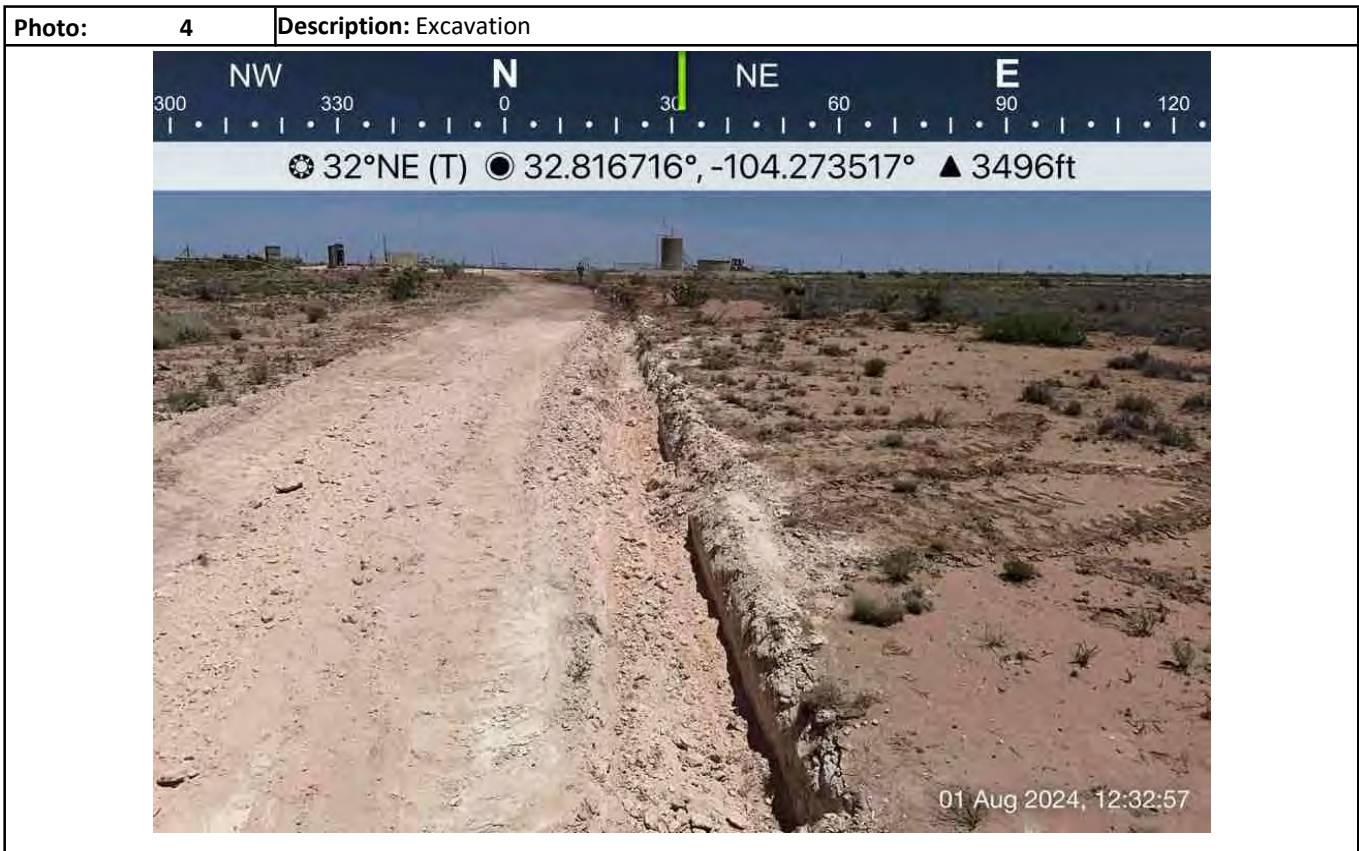 Photo: 4 Description: Excavation
NW N NE E
300 330 0 30 60 90 120
32°NE (T) 32.816716°, -104.273517° ▲ 3496ft
01 Aug 2024, 12:32:57